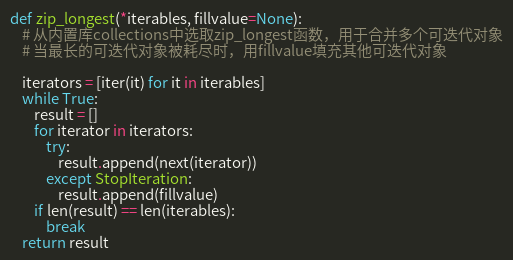 def zip_longest(*iterables, fillvalue=None):
    # 从内置库collections中选取zip_longest函数，用于合并多个可迭代对象
    # 当最长的可迭代对象被耗尽时，用fillvalue填充其他可迭代对象

    iterators = [iter(it) for it in iterables]
    while True:
        result = []
        for iterator in iterators:
            try:
                result.append(next(iterator))
            except StopIteration:
                result.append(fillvalue)
        if len(result) == len(iterables):
            break
    return result